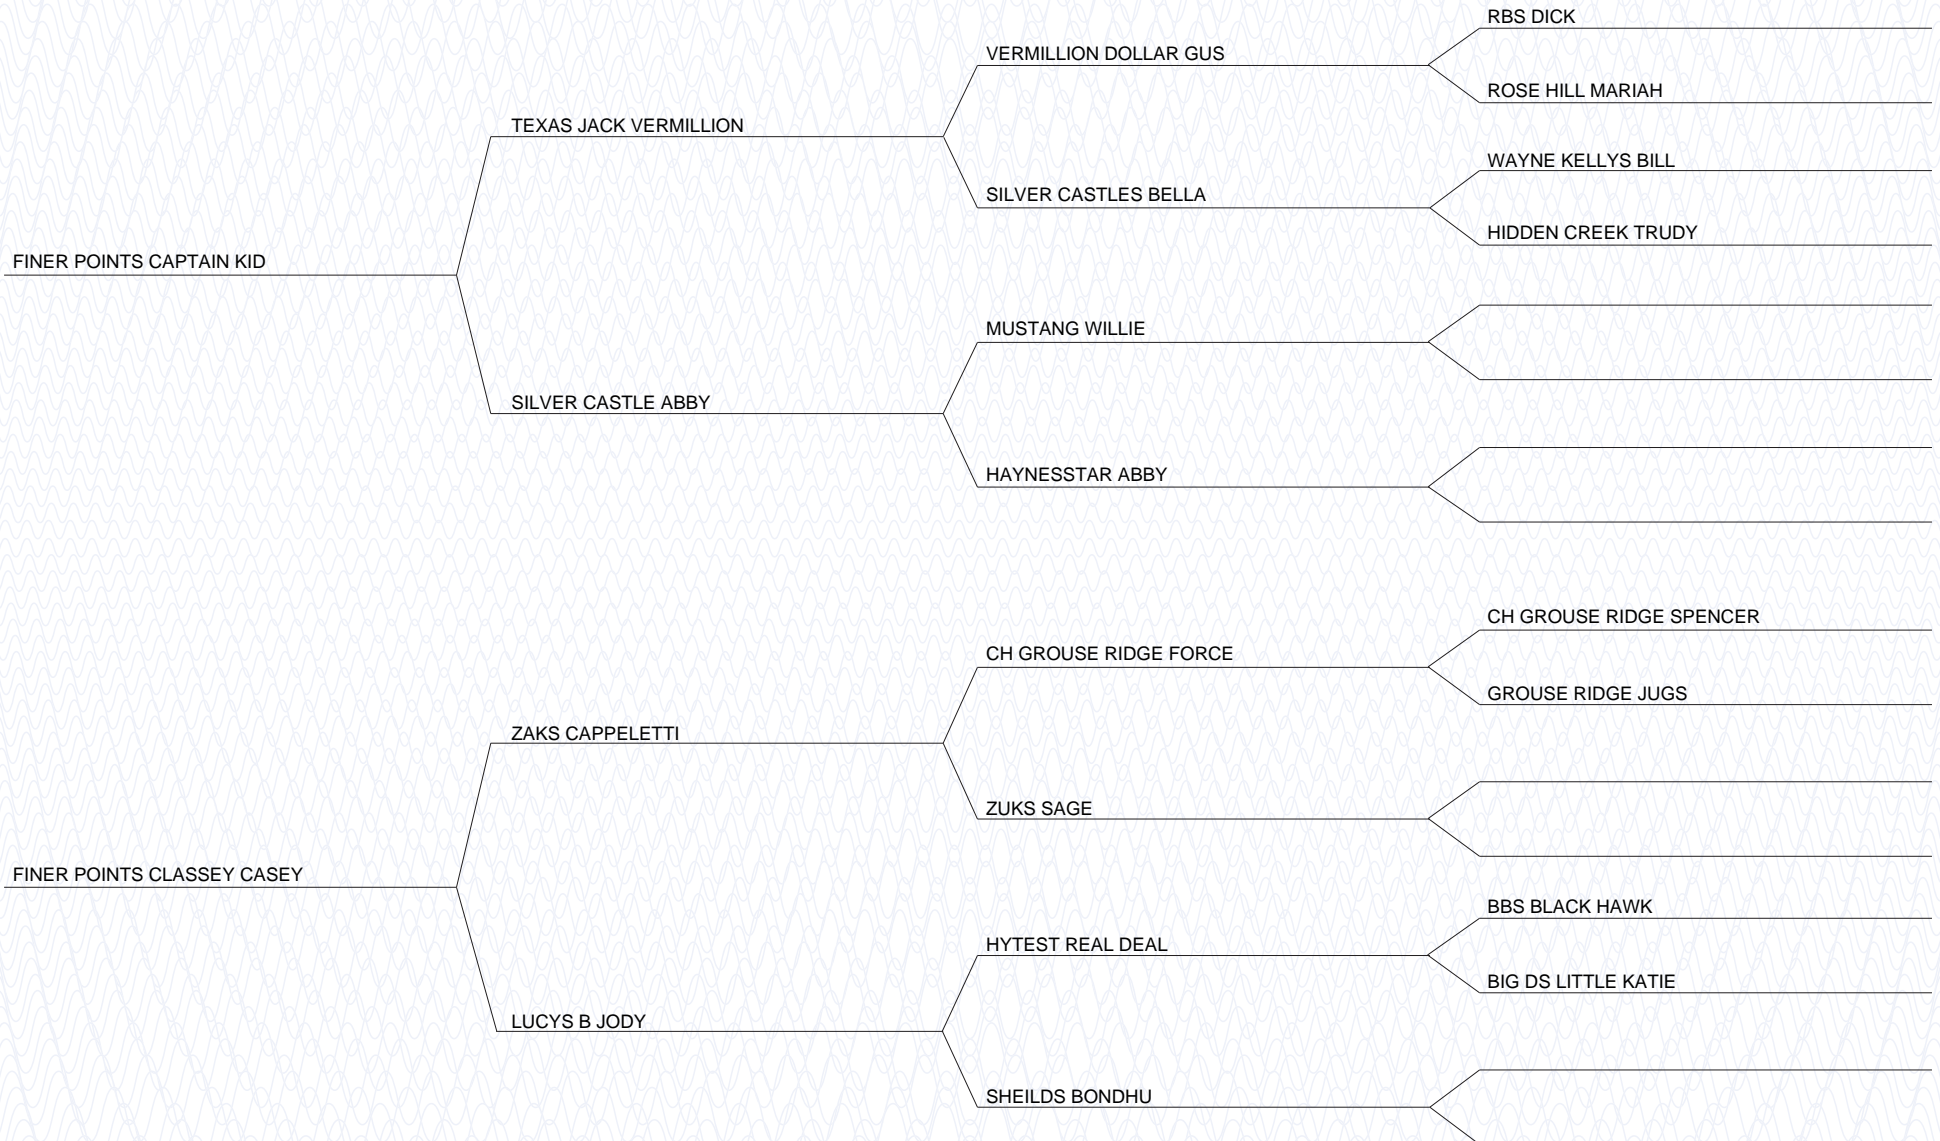 RBS DICK
VERMILLION DOLLAR GUS
ROSE HILL MARIAH
TEXAS JACK VERMILLION
WAYNE KELLYS BILL
SILVER CASTLES BELLA
HIDDEN CREEK TRUDY
FINER POINTS CAPTAIN KID
MUSTANG WILLIE
SILVER CASTLE ABBY
HAYNESSTAR ABBY
CH GROUSE RIDGE SPENCER
CH GROUSE RIDGE FORCE
GROUSE RIDGE JUGS
ZAKS CAPPELETTI
ZUKS SAGE
FINER POINTS CLASSEY CASEY
BBS BLACK HAWK
HYTEST REAL DEAL
BIG DS LITTLE KATIE
LUCYS B JODY
SHEILDS BONDHU